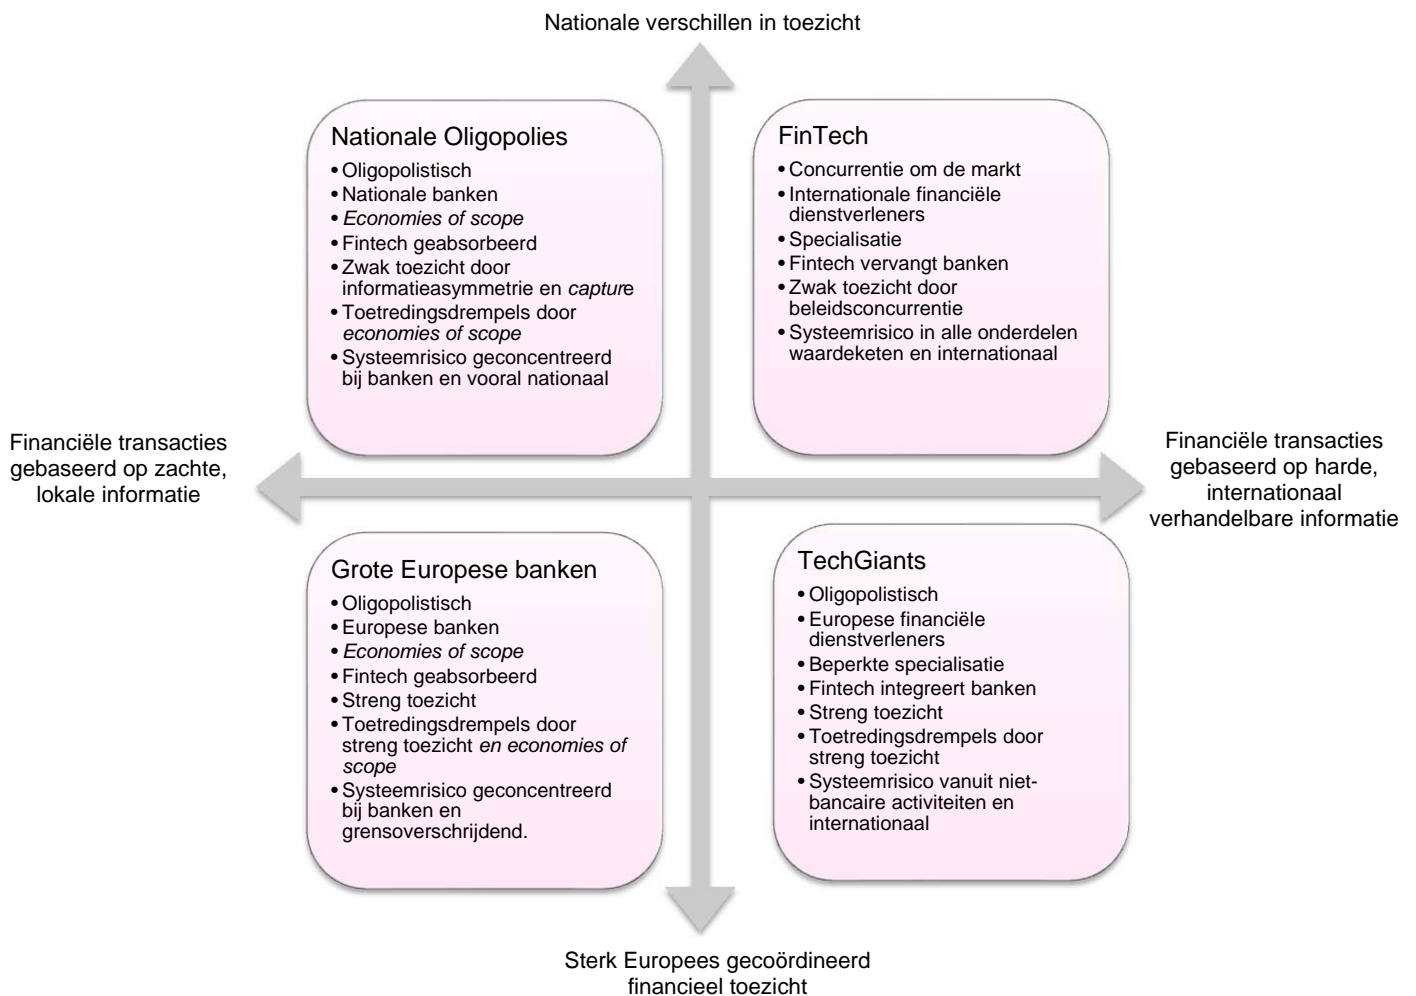 Nationale verschillen in toezicht
Nationale Oligopolies
• Oligopolistisch
• Nationale banken
• Economies of scope
• Fintech geabsorbeerd
• Zwak toezicht door
informatieasymmetrie en capture
• Toetredingsdrempels door
economies of scope
• Systeemrisico geconcentreerd
bij banken en vooral nationaal
FinTech
• Concurrentie om de markt
• Internationale financiële
dienstverleners
• Specialisatie
• Fintech vervangt banken
• Zwak toezicht door
beleidsconcurrentie
• Systeemrisico in alle onderdelen
waardeketen en internationaal
Financiële transacties
gebaseerd op zachte,
lokale informatie
Financiële transacties
gebaseerd op harde,
internationaal
verhandelbare informatie
Grote Europese banken
• Oligopolistisch
• Europese banken
• Economies of scope
• Fintech geabsorbeerd
• Streng toezicht
• Toetredingsdrempels door
streng toezicht en economies of
scope
• Systeemrisico geconcentreerd
bij banken en
grensoverschrijdend.
TechGiants
• Oligopolistisch
• Europese financiële
dienstverleners
• Beperkte specialisatie
• Fintech integreert banken
• Streng toezicht
• Toetredingsdrempels door
streng toezicht
• Systeemrisico vanuit niet-
bancaire activiteiten en
internationaal
Sterk Europees gecoördineerd
financieel toezicht